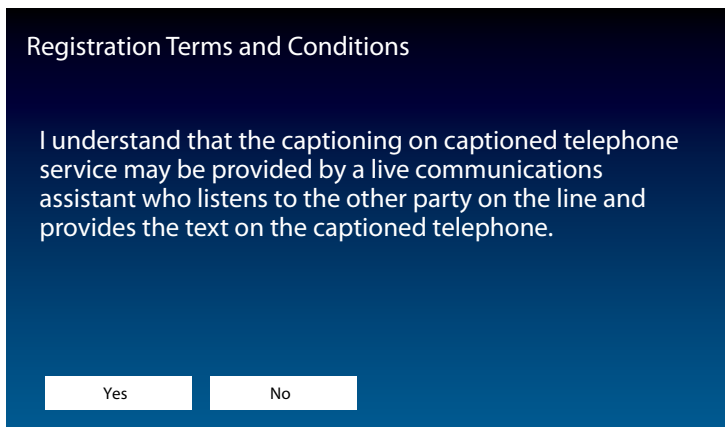 Registration Terms and Conditions
I understand that the captioning on captioned telephone
service may be provided by a live communications
assistant who listens to the other party on the line and
provides the text on the captioned telephone.
Yes
No